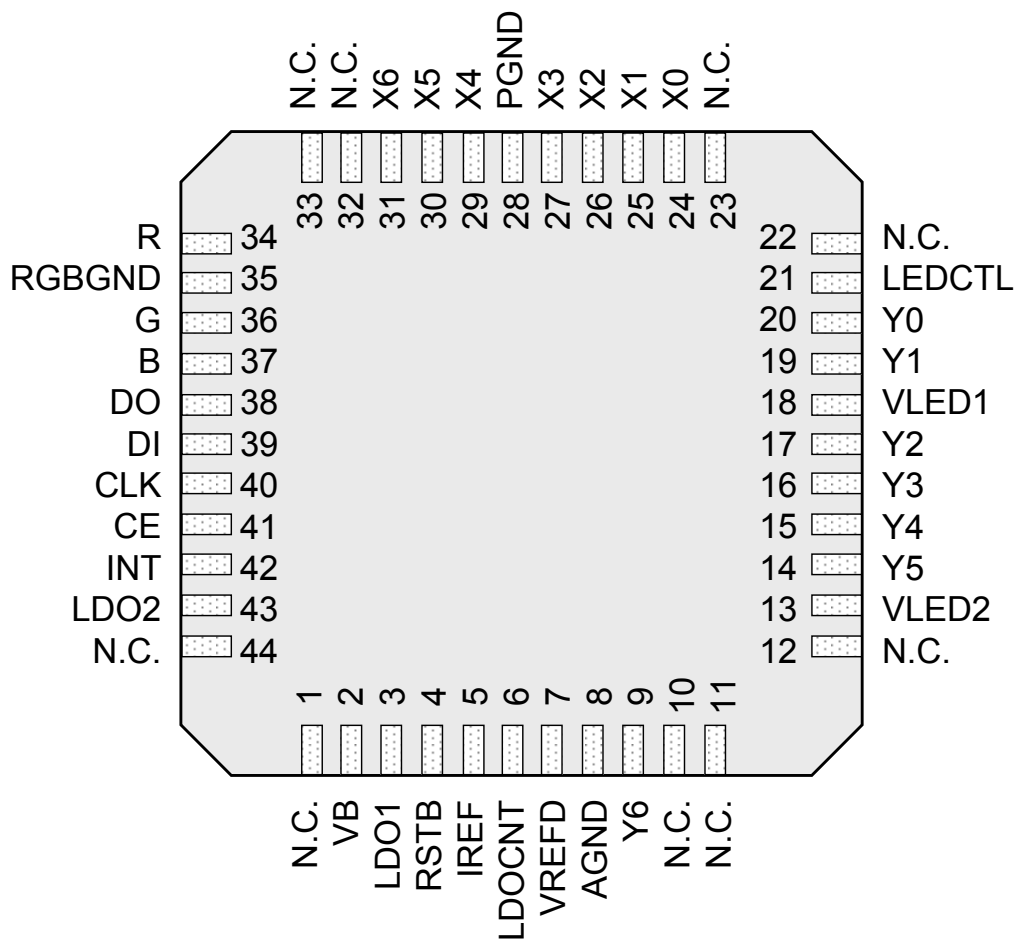 N.C. N.C. X6 X5 X4 PGND X3 X2 X1 X0 N.C.
33 32 31 30 29 28 27 26 25 24 23
R 34 22 N.C.
RGBGND 35 21 LEDCTL
G 36 20 Y0
B 37 19 Y1
DO 38 18 VLED1
DI 39 17 Y2
CLK 40 16 Y3
CE 41 15 Y4
INT 42 14 Y5
LDO2 43 13 VLED2
N.C. 44 12 N.C.
1 2 3 4 5 6 7 8 9 10 11
N.C. VB LDO1 RSTB IREF LDOCNT VREFD AGND Y6 N.C. N.C.